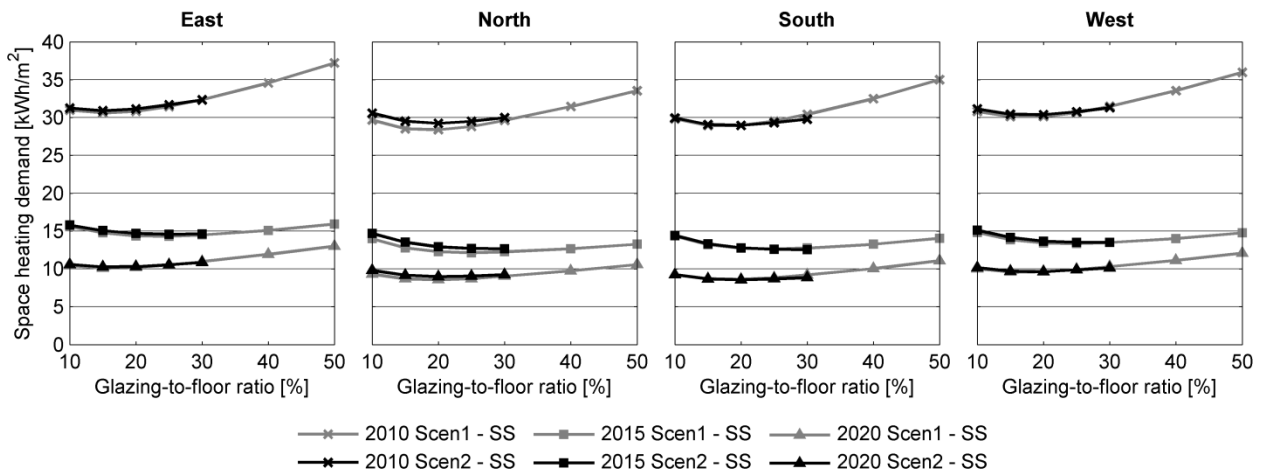 East North South West
Space heating demand [kWh/m²]
40
35
30
25
20
15
10
5
0
10 20 30 40 50 10 20 30 40 50 10 20 30 40 50 10 20 30 40 50
Glazing-to-floor ratio [%] Glazing-to-floor ratio [%] Glazing-to-floor ratio [%] Glazing-to-floor ratio [%]
2010 Scen1 - SS 2015 Scen1 - SS 2020 Scen1 - SS
2010 Scen2 - SS 2015 Scen2 - SS 2020 Scen2 - SS